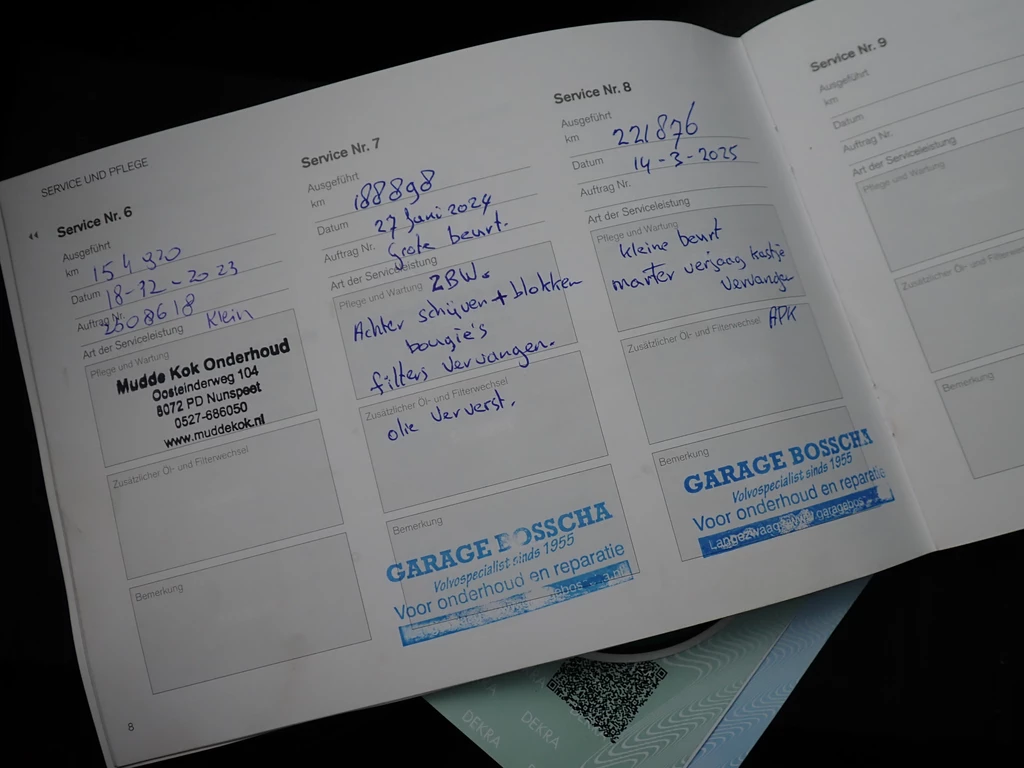 SERVICE UND PFLEGE
Service Nr. 6
Ausgeführt
km 154 920
Datum 18-12-2023
Auftrag Nr. 2508618
Art der Serviceleistung Klein
Pflege und Wartung
Mudde Kok Onderhoud
Oosteinderweg 104
8072 PD Nunspeet
0527-686050
www.muddekok.nl
Zusätzlicher Öl- und Filterwechsel
Bemerkung
8
Service Nr. 7
Ausgeführt
km 188898
Datum 27 Juni 2024
Auftrag Nr. Grote beurt.
Art der Serviceleistung
Pflege und Wartung ZBW.
Achter schijven + blokken
bougie's
filters vervangen.
Zusätzlicher Öl- und Filterwechsel
olie ververst.
Bemerkung
GARAGE BOSSCHA
Volvospecialist sinds 1955
Voor onderhoud en reparatie
Service Nr. 8
Ausgeführt
km 221876
Datum 14-3-2025
Auftrag Nr.
Art der Serviceleistung
Pflege und Wartung
kleine beurt
marter verjaag kastje
vervangen
Zusätzlicher Öl- und Filterwechsel APK
Bemerkung
GARAGE BOSSCHA
Volvospecialist sinds 1955
Voor onderhoud en reparatie
Langezwaag
Service Nr. 9
Ausgeführt
km
Datum
Auftrag Nr.
Art der Serviceleistung
Pflege und Wartung
Zusätzlicher Öl- und Filterwechsel
Bemerkung
DEKRA
DEKRA
DEKRA